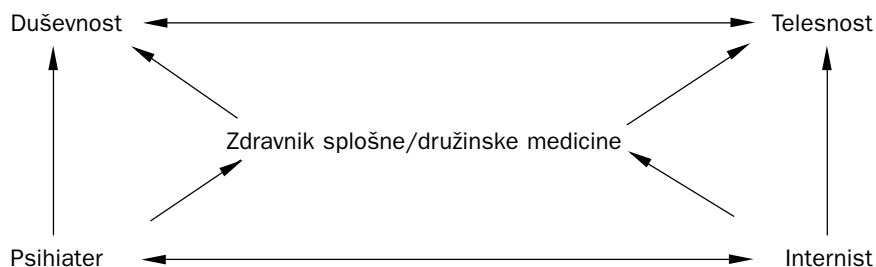 Duševnost Telesnost
Zdravnik splošne/družinske medicine
Psihiater Internist